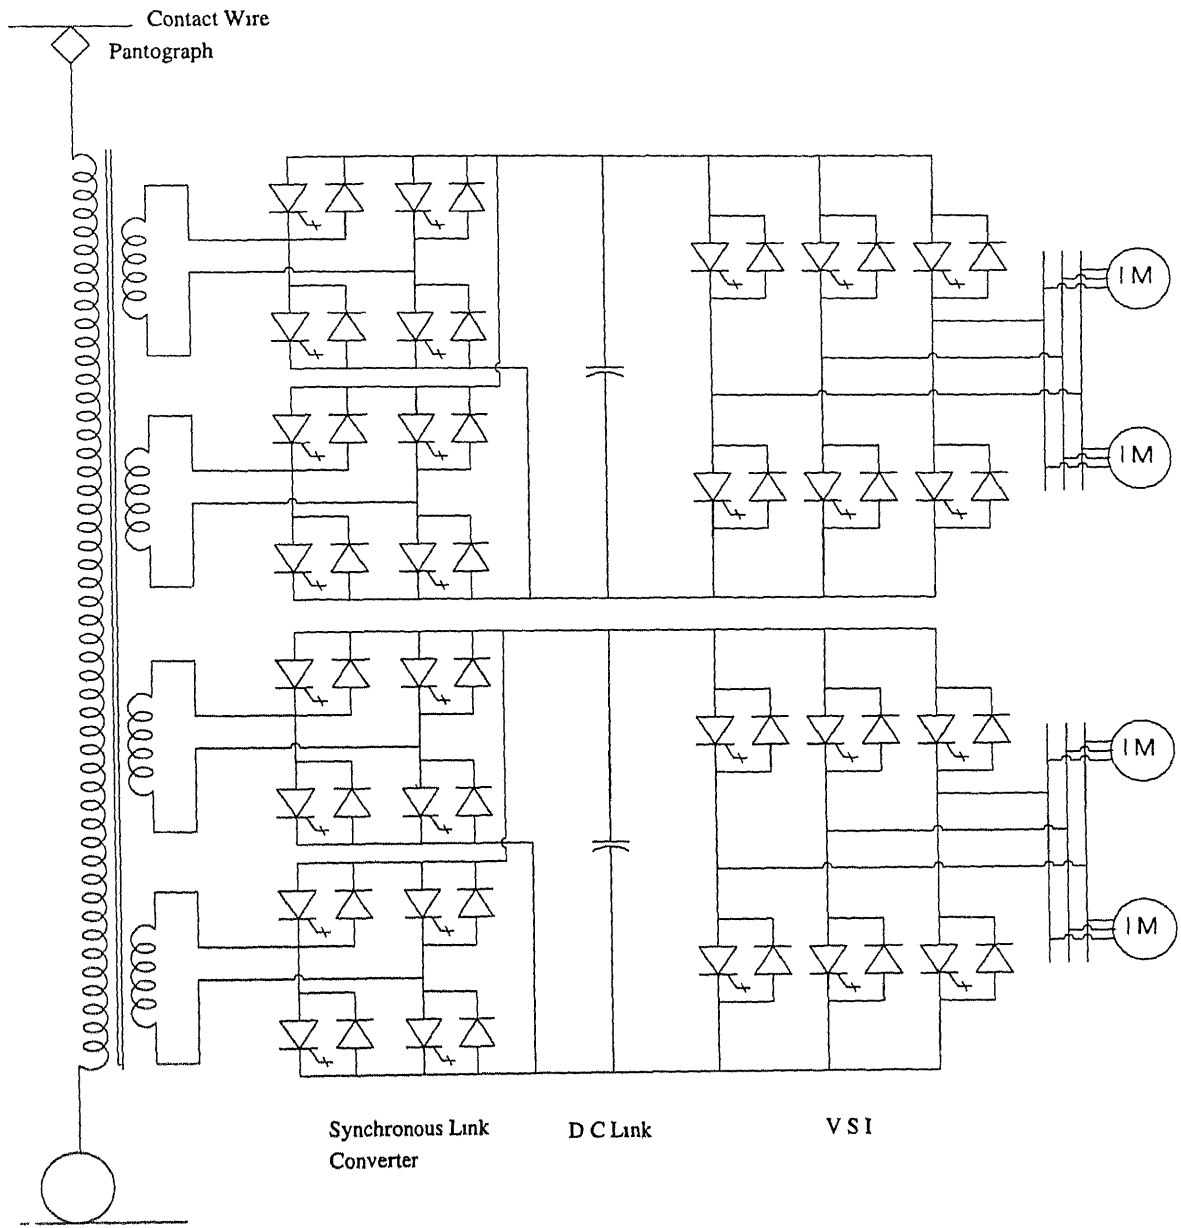 Contact Wire
Pantograph
IM
IM
IM
IM
Synchronous Link
Converter
D C Link
V S I